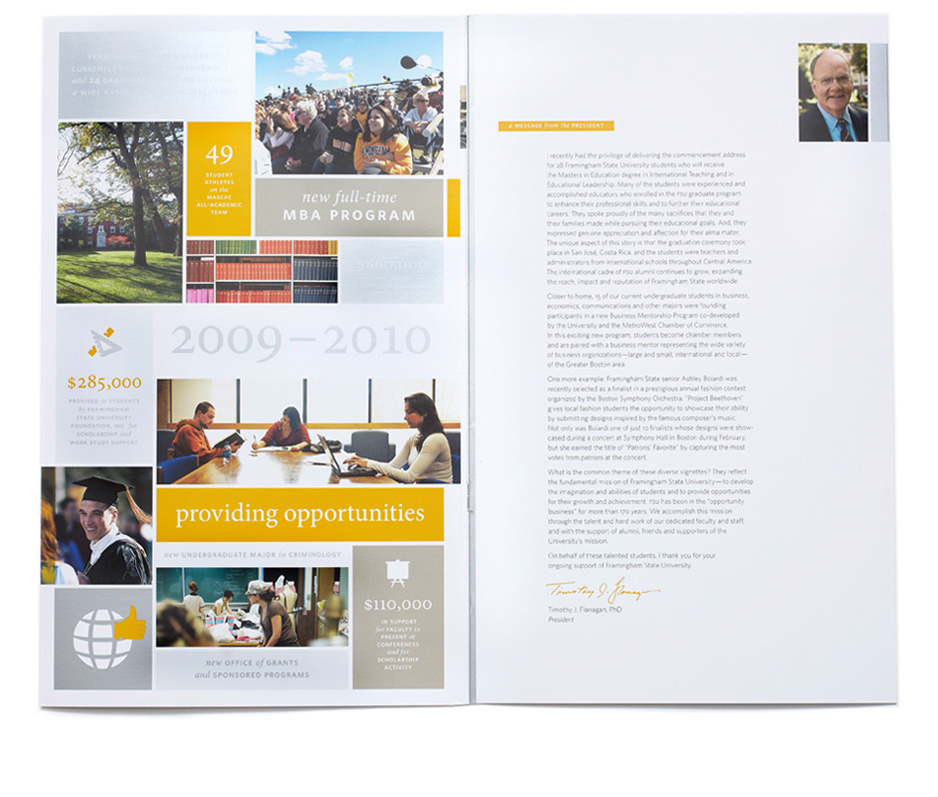 and 24
49
STUDENT
ATHLETES
on the
MASCAC
ALL-ACADEMIC
TEAM
new full-time
MBA PROGRAM
2009–2010
$285,000
PROVIDED to STUDENTS
by FRAMINGHAM
STATE UNIVERSITY
FOUNDATION, INC. for
SCHOLARSHIP and
WORK STUDY SUPPORT
providing opportunities
new UNDERGRADUATE MAJOR in CRIMINOLOGY
$110,000
IN SUPPORT
for FACULTY to
PRESENT at
CONFERENCES
and for
SCHOLARSHIP
ACTIVITY
new OFFICE of GRANTS
and SPONSORED PROGRAMS
a MESSAGE from the PRESIDENT
I recently had the privilege of delivering the commencement address
for 28 Framingham State University students who will receive
the Masters in Education degree in International Teaching and in
Educational Leadership. Many of the students were experienced and
accomplished educators who enrolled in the FSU graduate program
to enhance their professional skills and to further their educational
careers. They spoke proudly of the many sacrifices that they and
their families made while pursuing their educational goals. And, they
expressed genuine appreciation and affection for their alma mater.
The unique aspect of this story is that the graduation ceremony took
place in San José, Costa Rica, and the students were teachers and
administrators from international schools throughout Central America.
The international cadre of FSU alumni continues to grow, expanding
the reach, impact and reputation of Framingham State worldwide.
Closer to home, 15 of our current undergraduate students in business,
economics, communications and other majors were founding
participants in a new Business Mentorship Program co-developed
by the University and the MetroWest Chamber of Commerce.
In this exciting new program, students become chamber members
and are paired with a business mentor representing the wide variety
of business organizations—large and small, international and local—
of the Greater Boston area.
One more example: Framingham State senior Ashley Boiardi was
recently selected as a finalist in a prestigious annual fashion contest
organized by the Boston Symphony Orchestra. "Project Beethoven"
gives local fashion students the opportunity to showcase their ability
by submitting designs inspired by the famous composer's music.
Not only was Boiardi one of just 10 finalists whose designs were show-
cased during a concert at Symphony Hall in Boston during February,
but she earned the title of "Patrons' Favorite" by capturing the most
votes from patrons at the concert.
What is the common theme of these diverse vignettes? They reflect
the fundamental mission of Framingham State University—to develop
the imagination and abilities of students and to provide opportunities
for their growth and achievement. FSU has been in the "opportunity
business" for more than 170 years. We accomplish this mission
through the talent and hard work of our dedicated faculty and staff,
and with the support of alumni, friends and supporters of the
University's mission.
On behalf of these talented students, I thank you for your
ongoing support of Framingham State University.
Timothy J. Flanagan
Timothy J. Flanagan, PhD
President